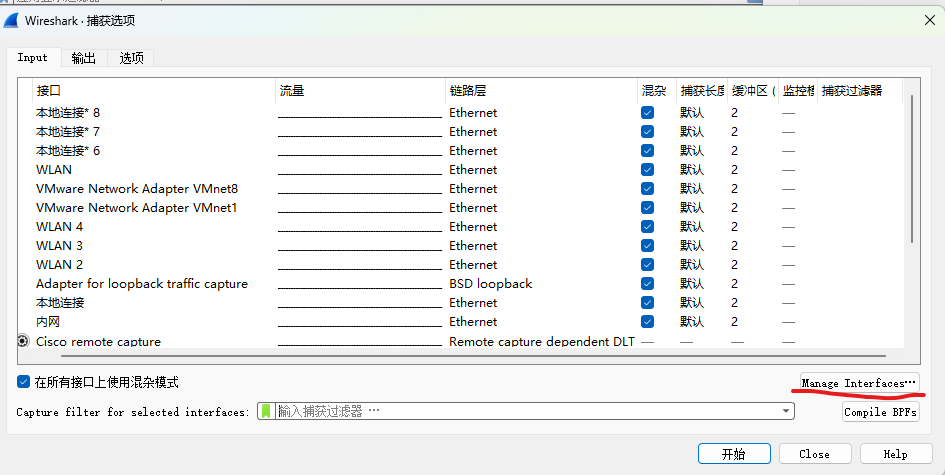 Wireshark · 捕获选项
Input 输出 选项
接口 流量 链路层 混杂 捕获长度 缓冲区 ( 监控模 捕获过滤器
本地连接* 8 Ethernet 默认 2 —
本地连接* 7 Ethernet 默认 2 —
本地连接* 6 Ethernet 默认 2 —
WLAN Ethernet 默认 2 —
VMware Network Adapter VMnet8 Ethernet 默认 2 —
VMware Network Adapter VMnet1 Ethernet 默认 2 —
WLAN 4 Ethernet 默认 2 —
WLAN 3 Ethernet 默认 2 —
WLAN 2 Ethernet 默认 2 —
Adapter for loopback traffic capture BSD loopback 默认 2 —
本地连接 Ethernet 默认 2 —
内网 Ethernet 默认 2 —
Cisco remote capture Remote capture dependent DLT — — — —
在所有接口上使用混杂模式 Manage Interfaces…
Capture filter for selected interfaces: 输入捕获过滤器 … Compile BPFs
开始 Close Help